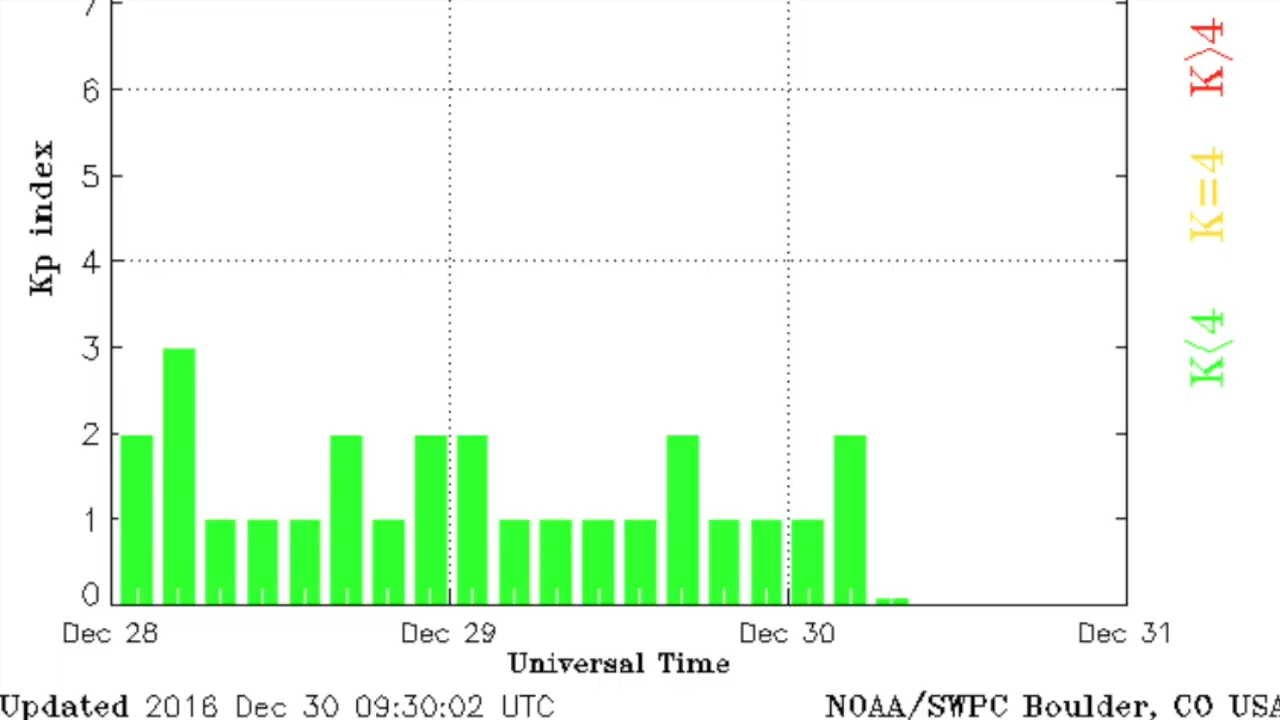 7
6
5
4
3
2
1
0
Kp index
Dec 28 Dec 29 Dec 30 Dec 31
Universal Time
Updated 2016 Dec 30 09:30:02 UTC
NOAA/SWPC Boulder, CO USA
K>4
K=4
K<4